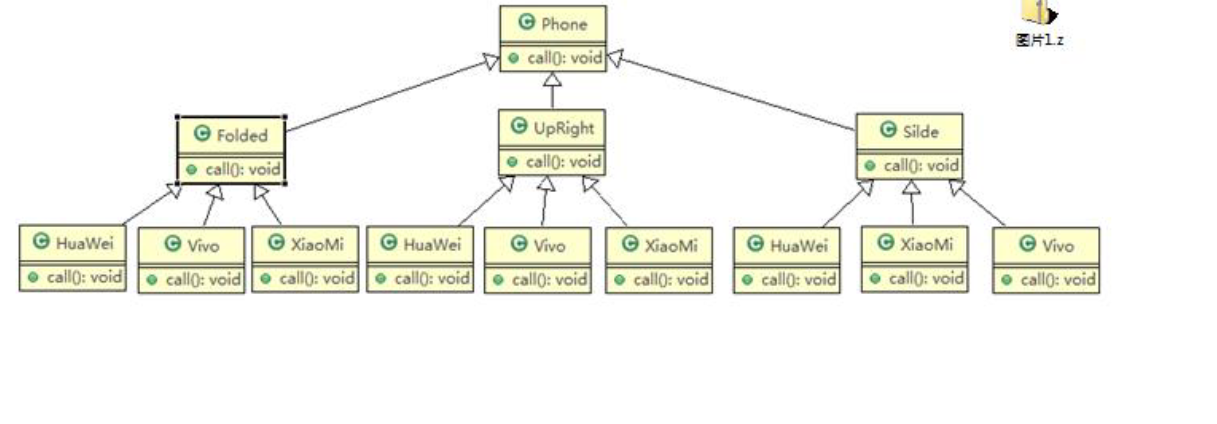 Phone
call(): void
图片1.z
Folded
call(): void
UpRight
call(): void
Silde
call(): void
HuaWei
call(): void
Vivo
call(): void
XiaoMi
call(): void
HuaWei
call(): void
Vivo
call(): void
XiaoMi
call(): void
HuaWei
call(): void
XiaoMi
call(): void
Vivo
call(): void